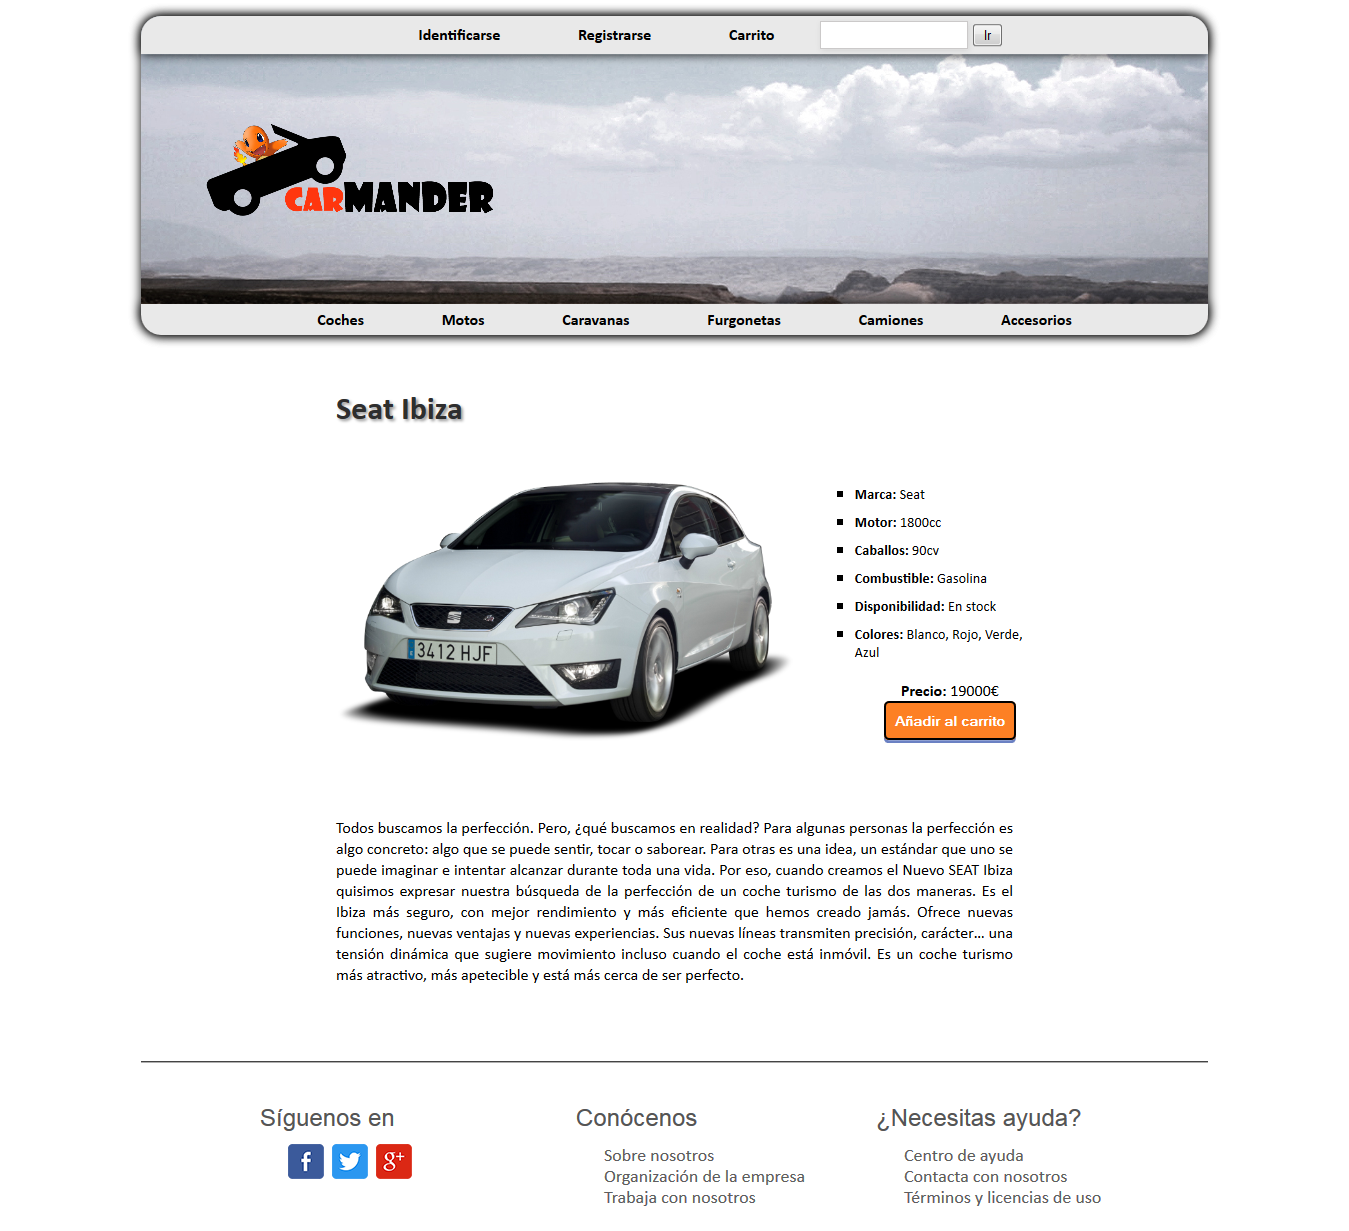 Identificarse Registrarse Carrito Ir
CARMANDER
Coches Motos Caravanas Furgonetas Camiones Accesorios
Seat Ibiza
3412 HJF
Marca: Seat
Motor: 1800cc
Caballos: 90cv
Combustible: Gasolina
Disponibilidad: En stock
Colores: Blanco, Rojo, Verde,
Azul
Precio: 19000€
Añadir al carrito
Todos buscamos la perfección. Pero, ¿qué buscamos en realidad? Para algunas personas la perfección es
algo concreto: algo que se puede sentir, tocar o saborear. Para otras es una idea, un estándar que uno se
puede imaginar e intentar alcanzar durante toda una vida. Por eso, cuando creamos el Nuevo SEAT Ibiza
quisimos expresar nuestra búsqueda de la perfección de un coche turismo de las dos maneras. Es el
Ibiza más seguro, con mejor rendimiento y más eficiente que hemos creado jamás. Ofrece nuevas
funciones, nuevas ventajas y nuevas experiencias. Sus nuevas líneas transmiten precisión, carácter... una
tensión dinámica que sugiere movimiento incluso cuando el coche está inmóvil. Es un coche turismo
más atractivo, más apetecible y está más cerca de ser perfecto.
Síguenos en
f g+
Conócenos
Sobre nosotros
Organización de la empresa
Trabaja con nosotros
¿Necesitas ayuda?
Centro de ayuda
Contacta con nosotros
Términos y licencias de uso